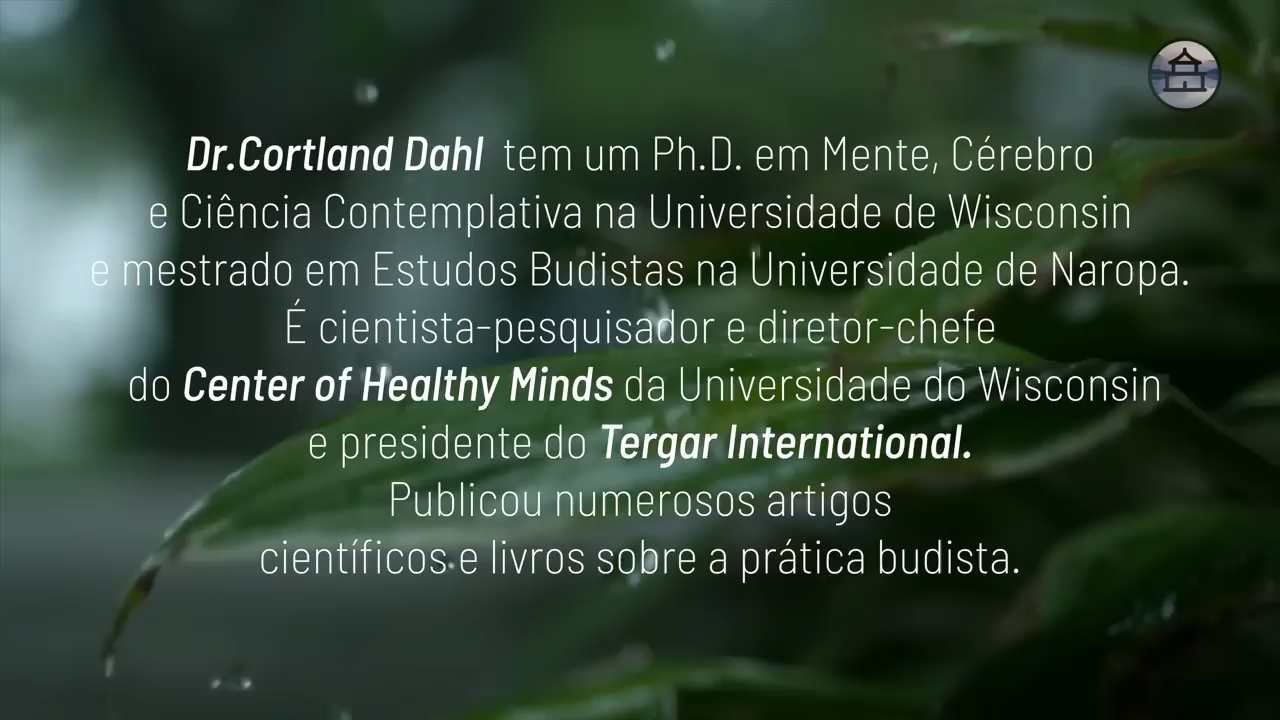 Dr.Cortland Dahl tem um Ph.D. em Mente, Cérebro
e Ciência Contemplativa na Universidade de Wisconsin
e mestrado em Estudos Budistas na Universidade de Naropa.
É cientista-pesquisador e diretor-chefe
do Center of Healthy Minds da Universidade do Wisconsin
e presidente do Tergar International.
Publicou numerosos artigos
científicos e livros sobre a prática budista.